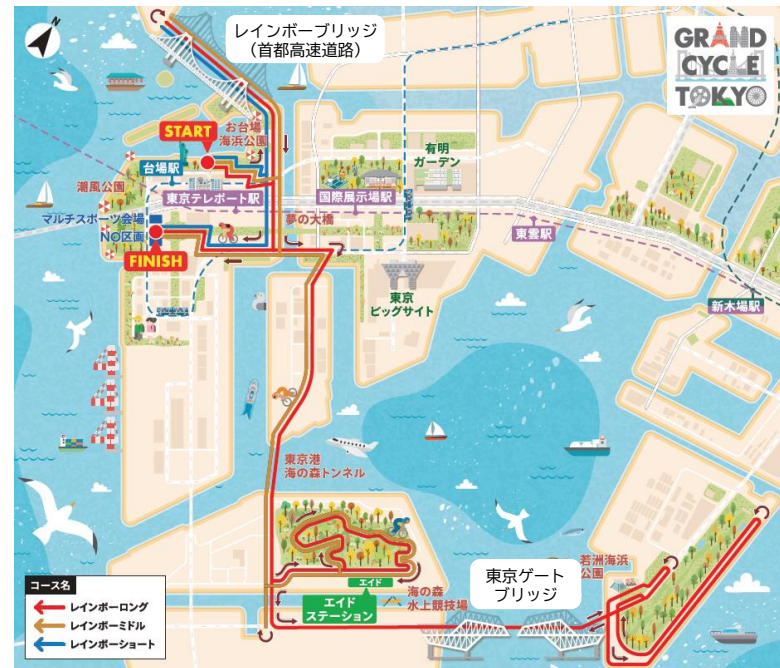 N
レインボーブリッジ
（首都高速道路）
GRAND
CYCLE
TOKYO
START
お台場
海浜公園
台場駅
潮風公園
東京テレポート駅
国際展示場駅
有明
ガーデン
マルチスポーツ会場
NO区画
FINISH
夢の大橋
東雲駅
東京
ビッグサイト
新木場駅
東京港
海の森トンネル
エイド
エイド
ステーション
海の森
水上競技場
東京ゲート
ブリッジ
若洲海浜
公園
コース名
レインボーロング
レインボーミドル
レインボーショート